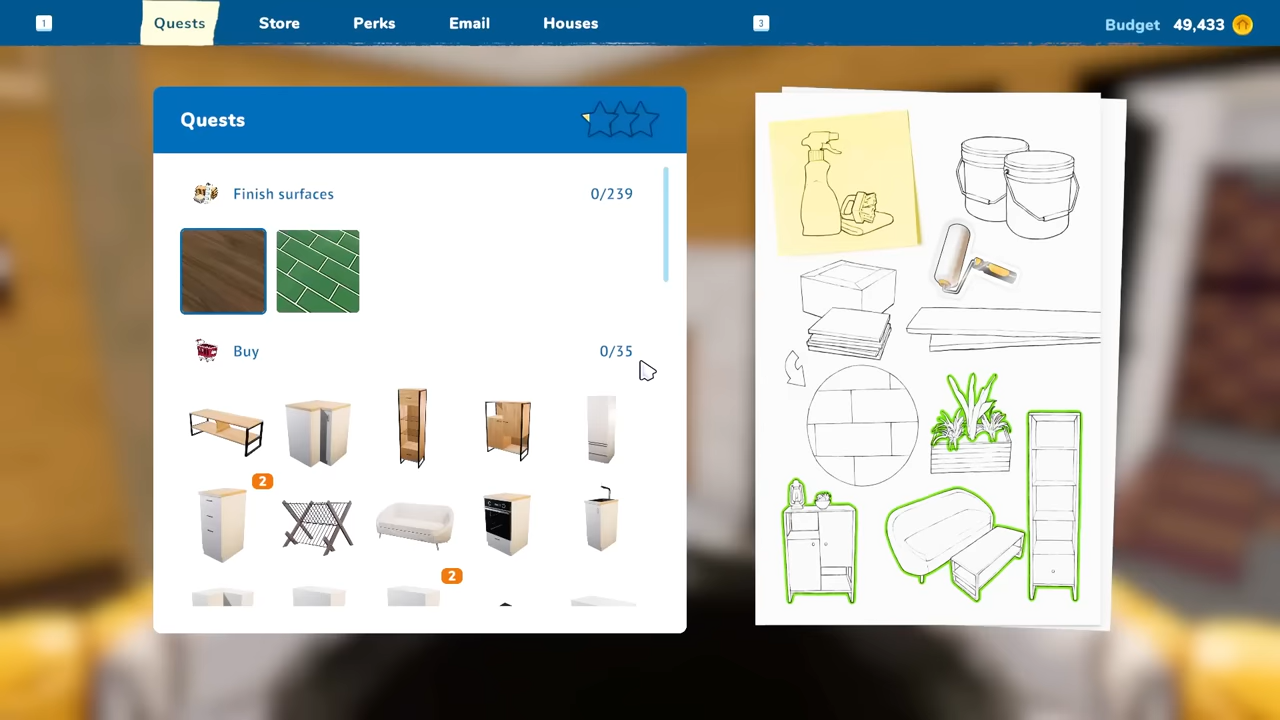 1 Quests Store Perks Email Houses 3 Budget 49,433
Quests
Finish surfaces 0/239
Buy 0/35
2
2